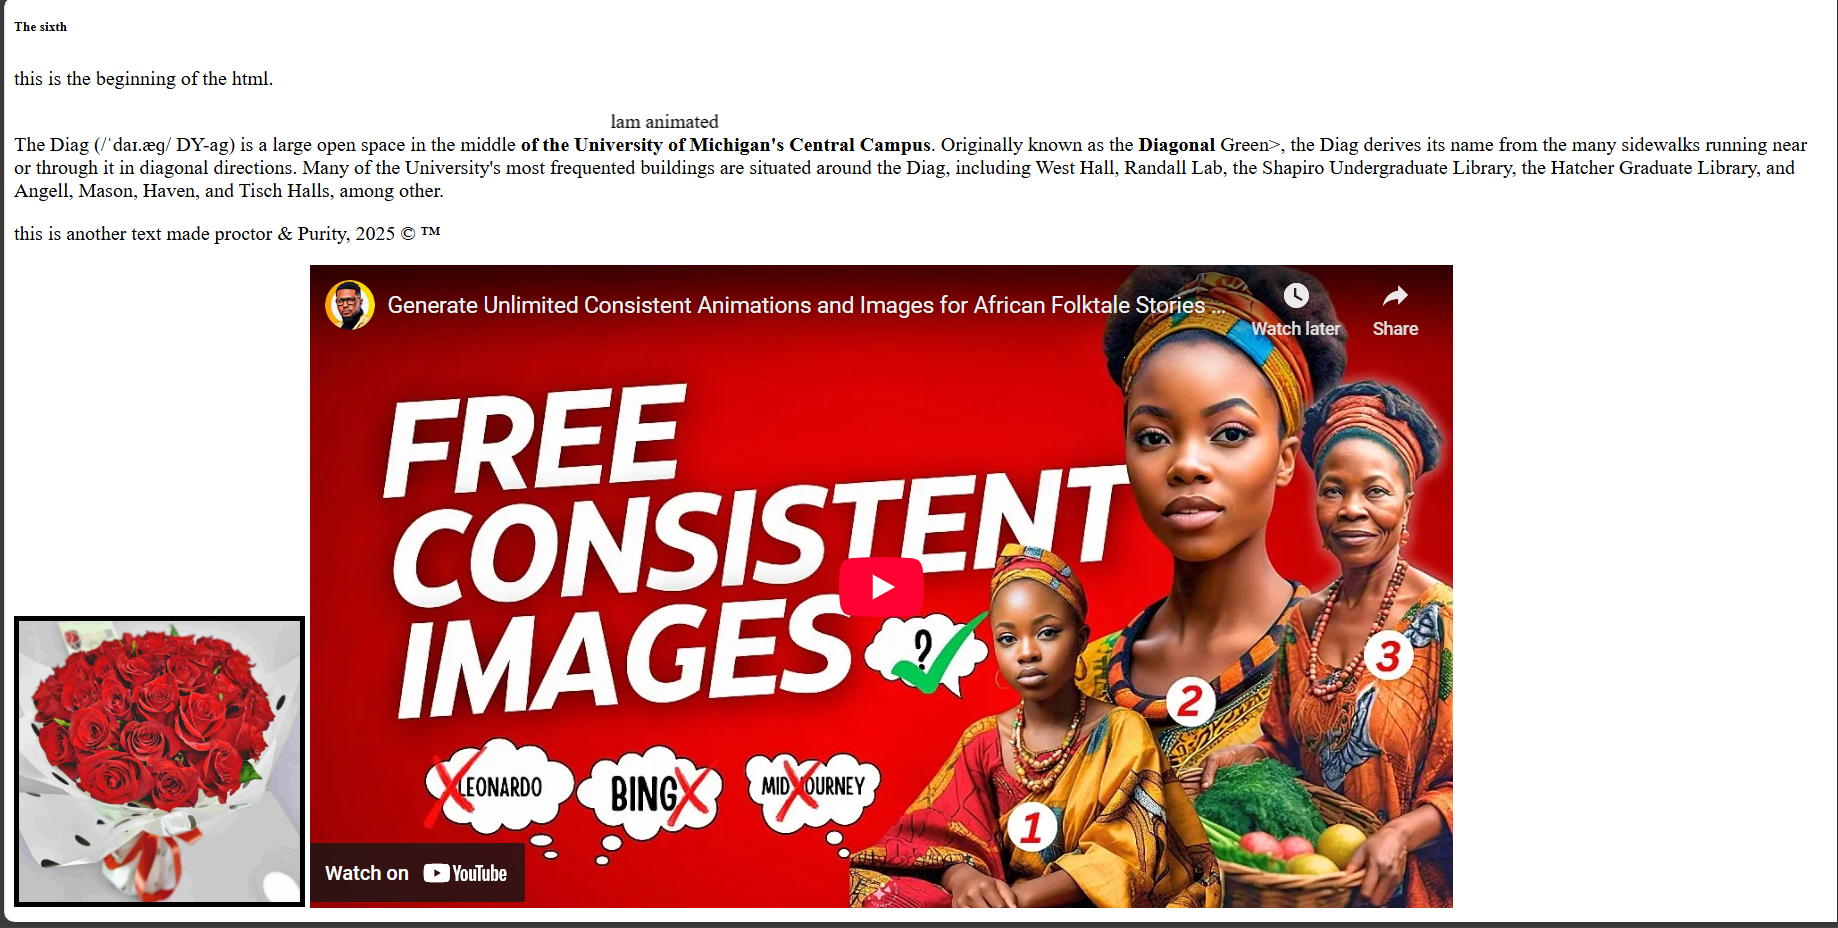 The sixth
this is the beginning of the html.
Iam animated
The Diag (/ˈdaɪ.æɡ/ DY-ag) is a large open space in the middle of the University of Michigan's Central Campus. Originally known as the Diagonal Green>, the Diag derives its name from the many sidewalks running near
or through it in diagonal directions. Many of the University's most frequented buildings are situated around the Diag, including West Hall, Randall Lab, the Shapiro Undergraduate Library, the Hatcher Graduate Library, and
Angell, Mason, Haven, and Tisch Halls, among other.
this is another text made proctor & Purity, 2025 © ™
Generate Unlimited Consistent Animations and Images for African Folktale Stories ...
Watch later
Share
FREE
CONSISTENT
IMAGES
?
LEONARDO
BING
MIDJOURNEY
1
2
3
Watch on YouTube